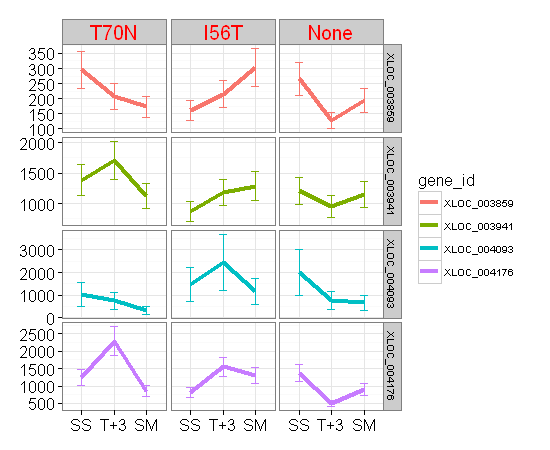 T70N I56T None
350
300
250
200
150
100
XLOC_003859
2000
1500
1000
XLOC_003941
3000
2000
1000
0
XLOC_004093
2500
2000
1500
1000
500
XLOC_004176
SS T+3 SM SS T+3 SM SS T+3 SM
gene_id
XLOC_003859
XLOC_003941
XLOC_004093
XLOC_004176